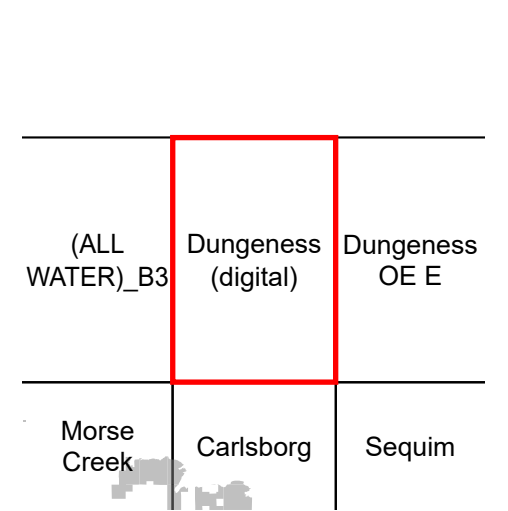 (ALL
WATER)_B3
Dungeness
(digital)
Dungeness
OE E
Morse
Creek
Carlsborg
Sequim